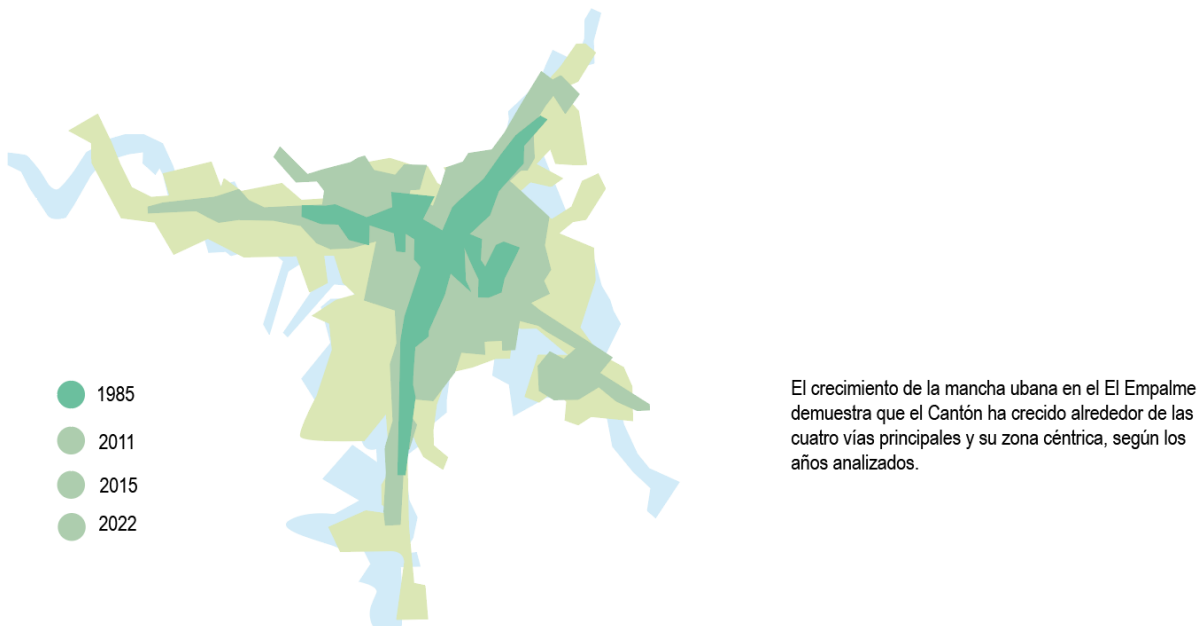 1985
2011
2015
2022
El crecimiento de la mancha ubana en el El Empalme
demuestra que el Cantón ha crecido alrededor de las
cuatro vías principales y su zona céntrica, según los
años analizados.